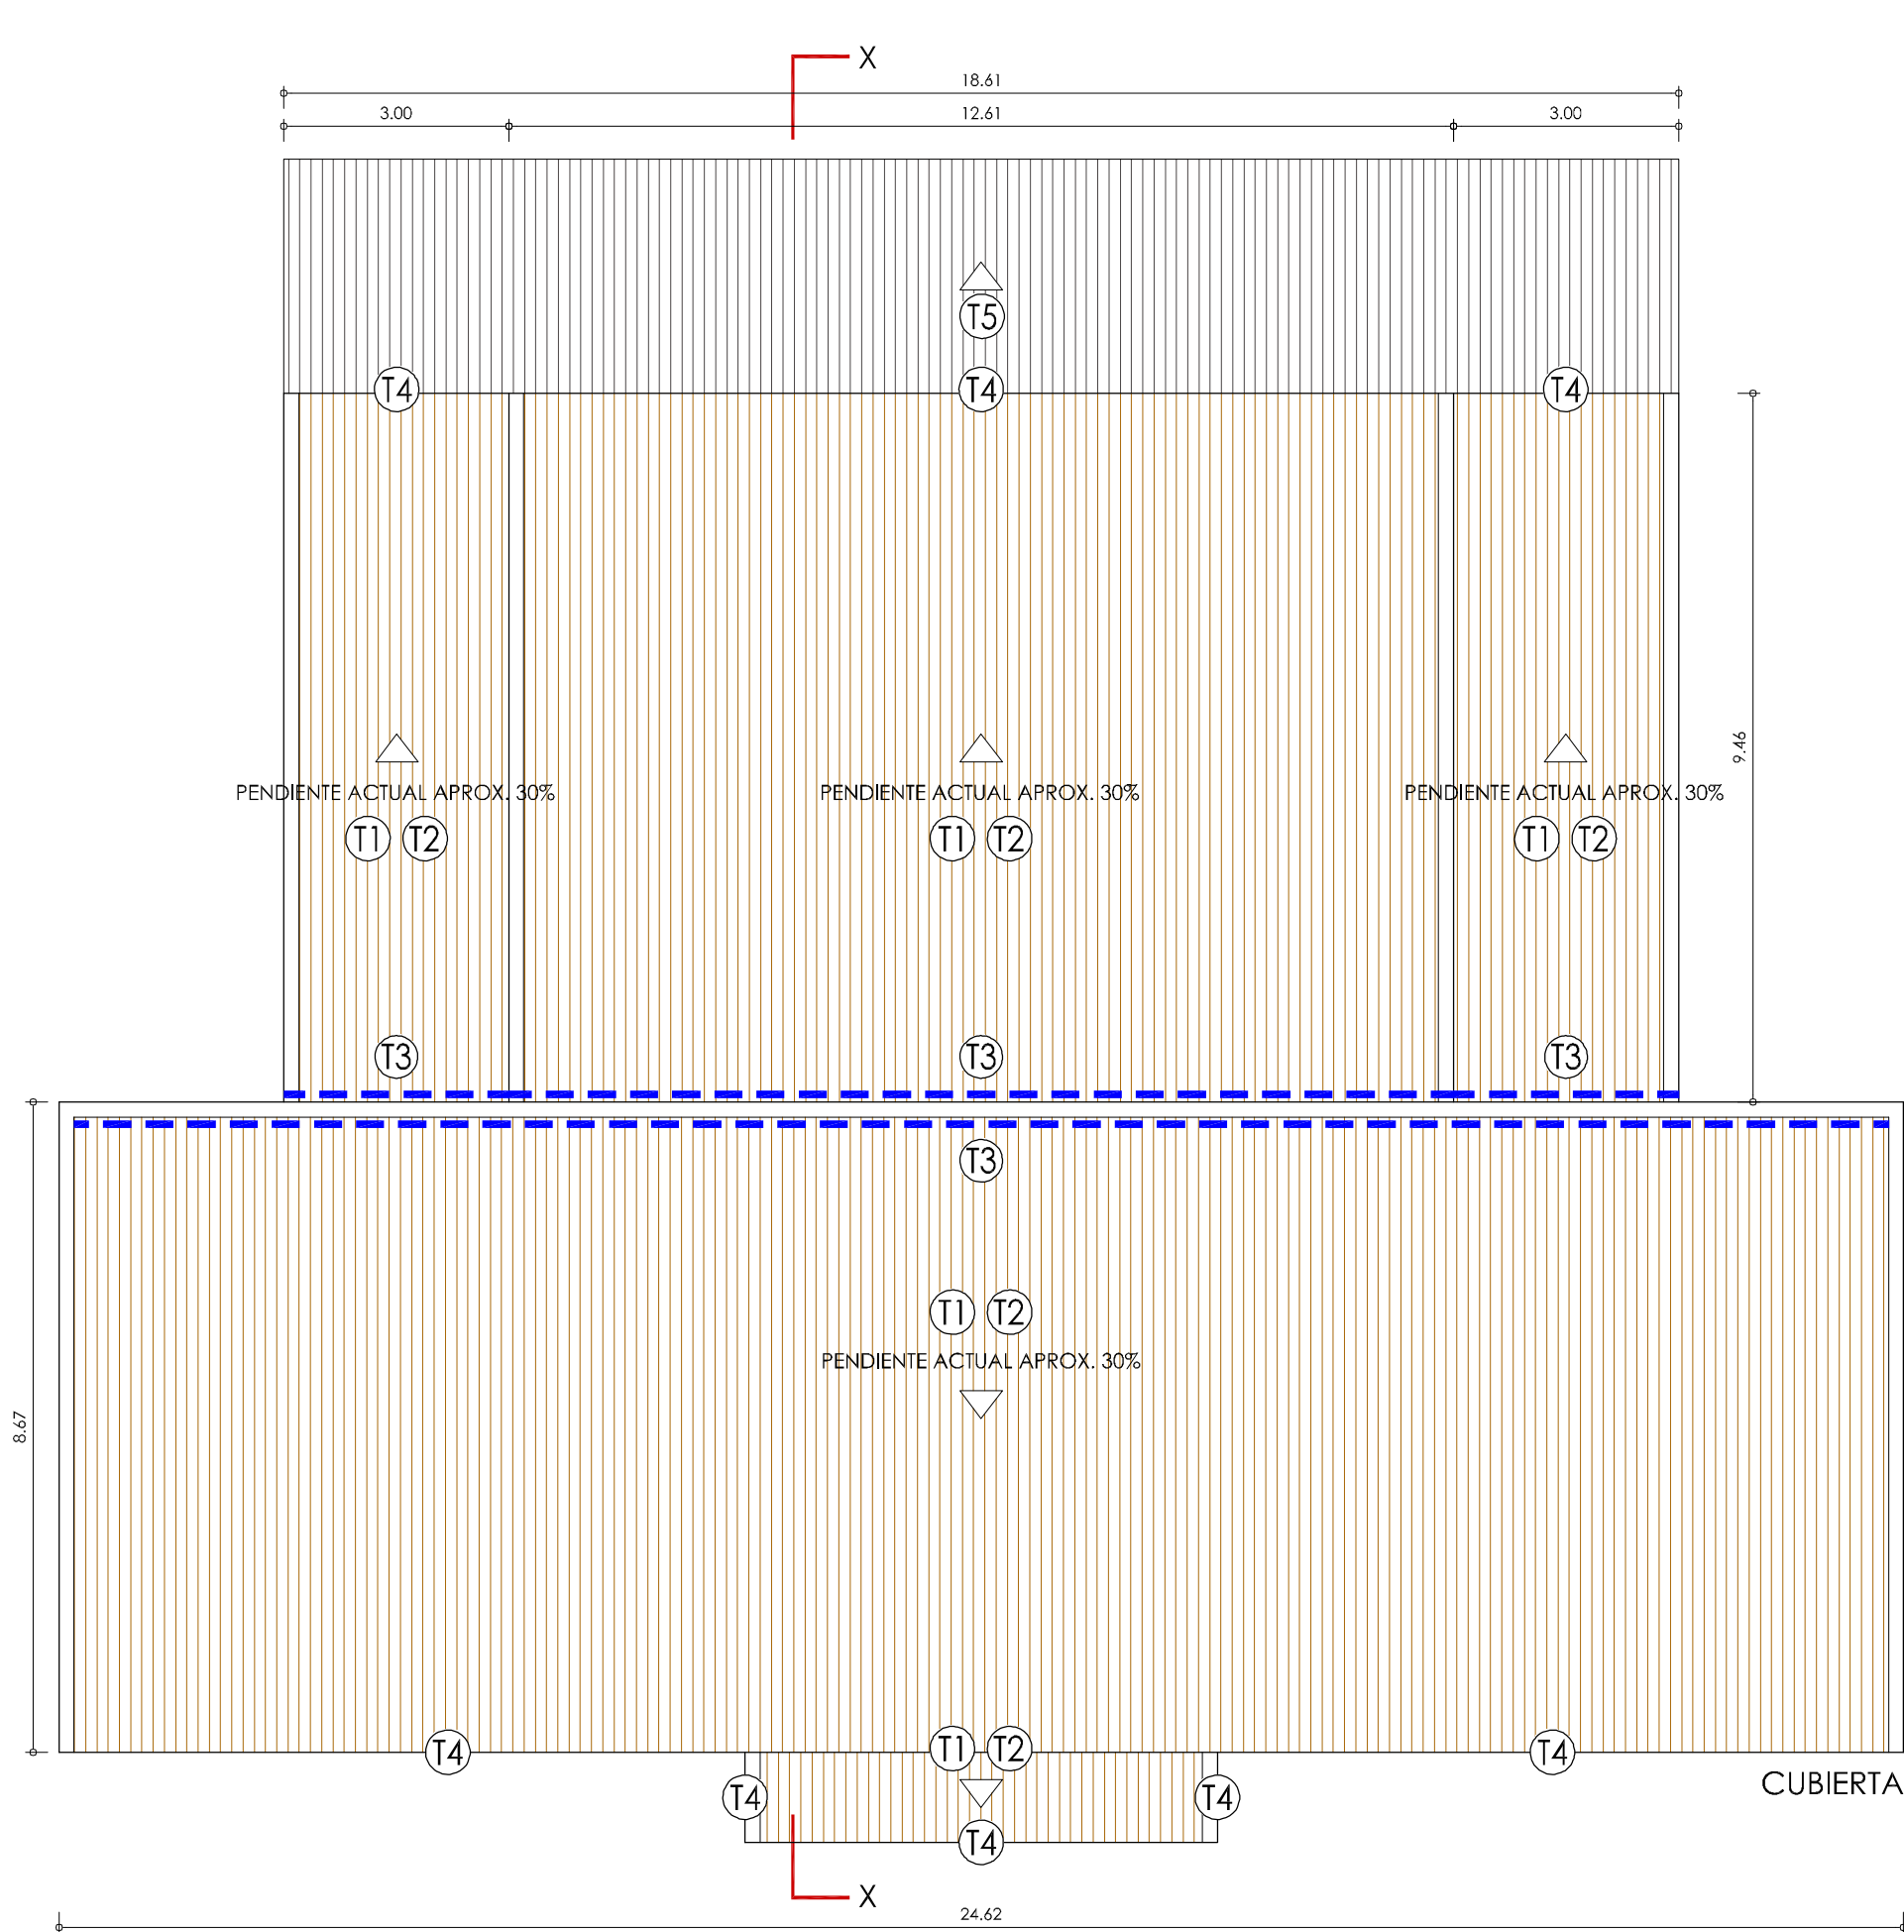 X
18.61
3.00 12.61 3.00
T5
T4 T4 T4
9.46
PENDIENTE ACTUAL APROX. 30% PENDIENTE ACTUAL APROX. 30% PENDIENTE ACTUAL APROX. 30%
T1 T2 T1 T2 T1 T2
T3 T3 T3
T3
T1 T2
PENDIENTE ACTUAL APROX. 30%
8.67
T4 T1 T2 T4
CUBIERTA
T4 T4
T4
X
24.62